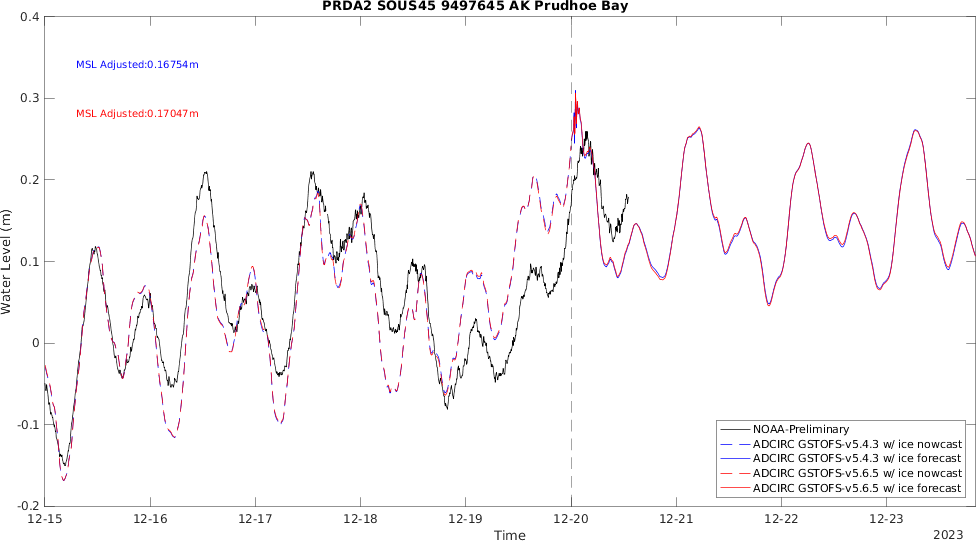 PRDA2 SOUS45 9497645 AK Prudhoe Bay
0.4
MSL Adjusted:0.16754m
0.3
MSL Adjusted:0.17047m
0.2
Water Level (m)
0.1
0
-0.1
NOAA-Preliminary
ADCIRC GSTOFS-v5.4.3 w/ ice nowcast
ADCIRC GSTOFS-v5.4.3 w/ ice forecast
ADCIRC GSTOFS-v5.6.5 w/ ice nowcast
ADCIRC GSTOFS-v5.6.5 w/ ice forecast
-0.2
12-15 12-16 12-17 12-18 12-19 12-20 12-21 12-22 12-23
Time
2023